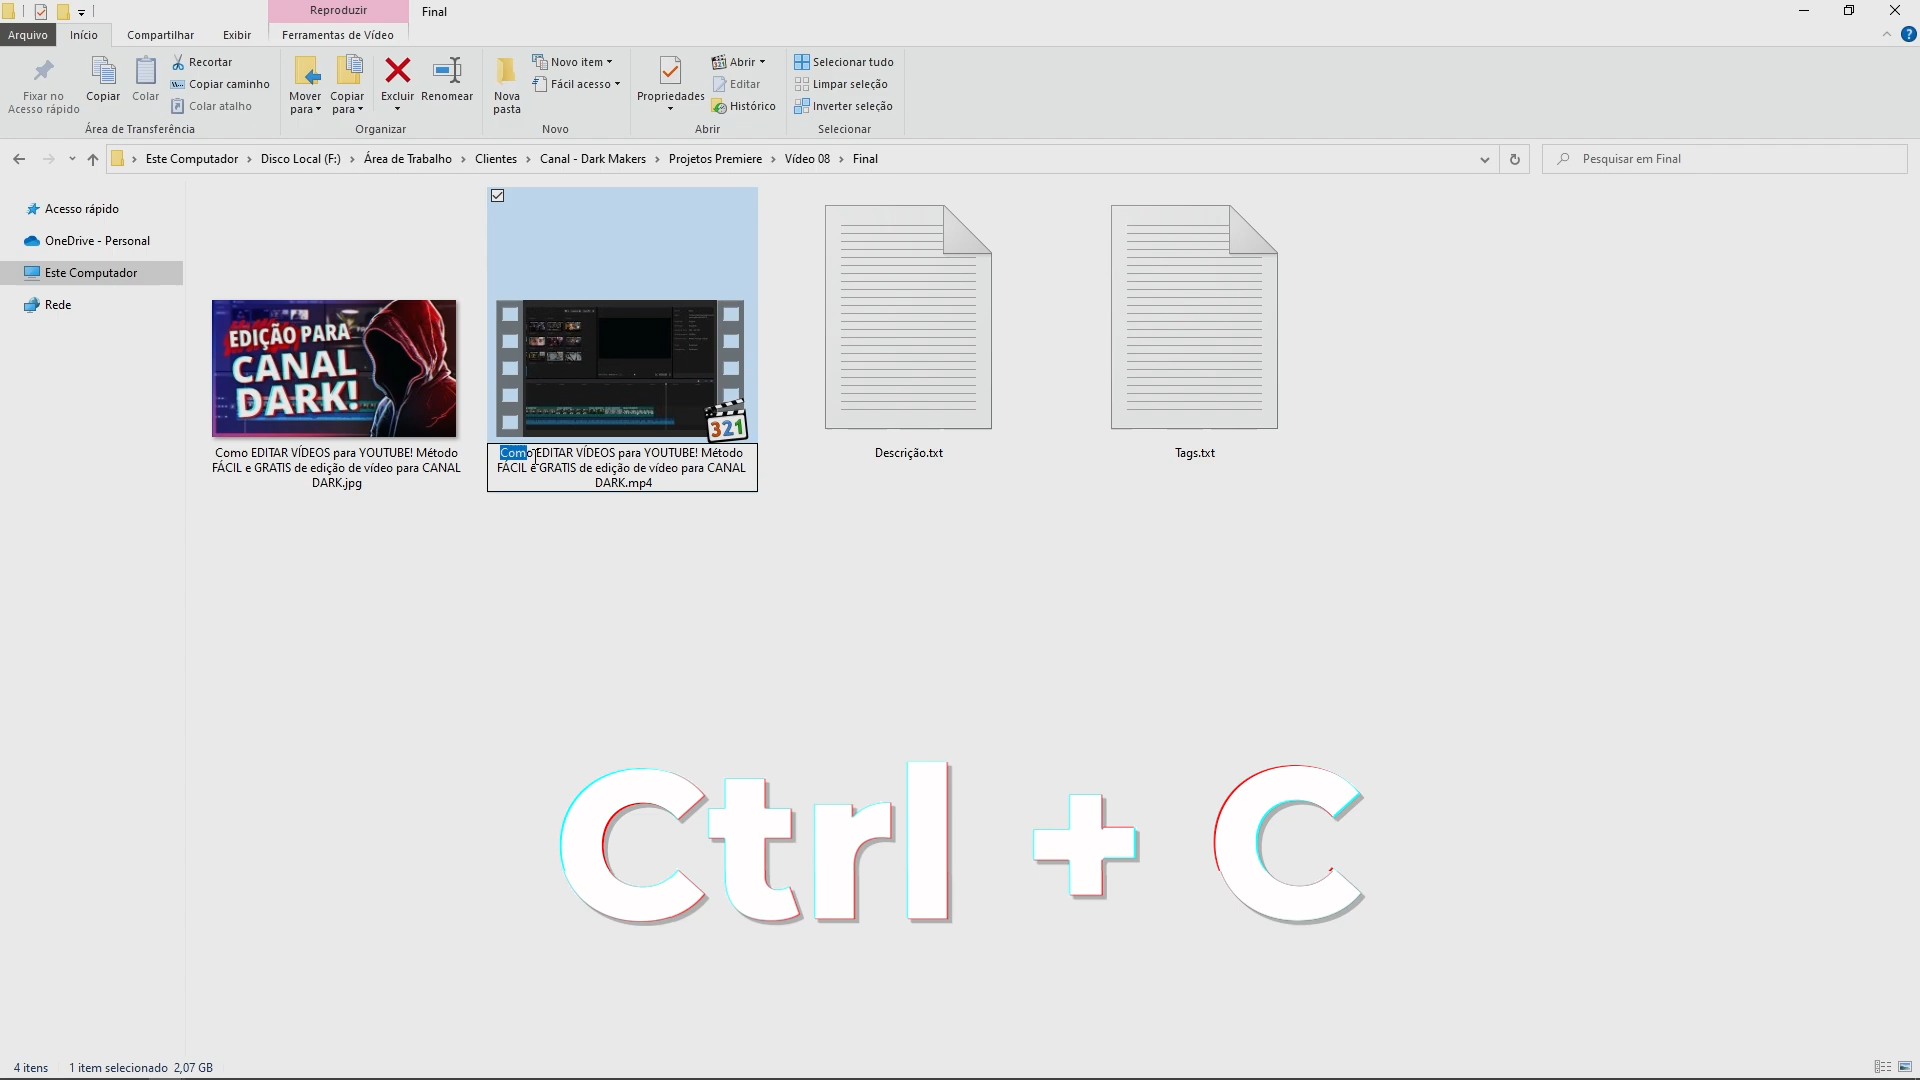 Reproduzir
Final
Arquivo
Início
Compartilhar
Exibir
Ferramentas de Vídeo
Fixar no
Acesso rápido
Copiar
Colar
Recortar
Copiar caminho
Colar atalho
Área de Transferência
Mover
para
Copiar
para
Excluir
Renomear
Organizar
Nova
pasta
Novo item
Fácil acesso
Novo
Propriedades
Abrir
Editar
Histórico
Abrir
Selecionar tudo
Limpar seleção
Inverter seleção
Selecionar
Este Computador > Disco Local (F:) > Área de Trabalho > Clientes > Canal - Dark Makers > Projetos Premiere > Vídeo 08 > Final
Pesquisar em Final
Acesso rápido
OneDrive - Personal
Este Computador
Rede
EDIÇÃO PARA
CANAL
DARK!
Como EDITAR VÍDEOS para YOUTUBE! Método
FÁCIL e GRATIS de edição de vídeo para CANAL
DARK.jpg
321
Como EDITAR VÍDEOS para YOUTUBE! Método
FÁCIL e GRATIS de edição de vídeo para CANAL
DARK.mp4
Descrição.txt
Tags.txt
Ctrl + C
4 itens
1 item selecionado 2,07 GB